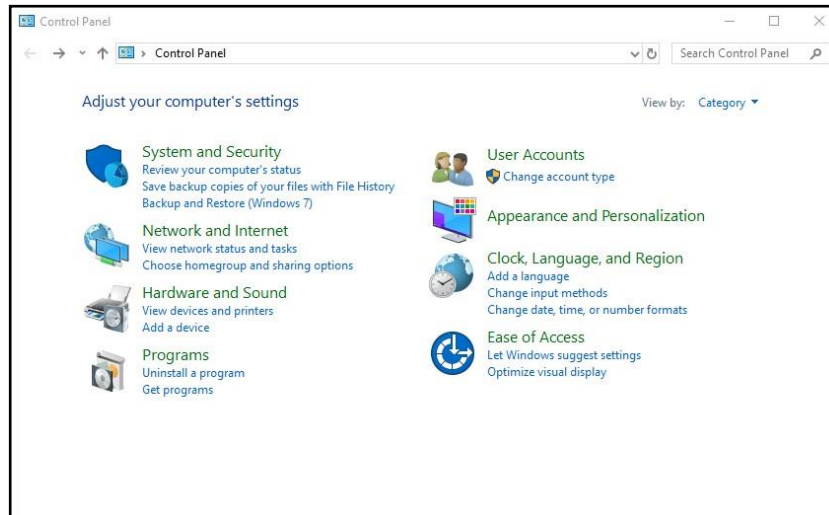 Control Panel
Control Panel
Search Control Panel
Adjust your computer's settings
View by: Category
System and Security
Review your computer's status
Save backup copies of your files with File History
Backup and Restore (Windows 7)
Network and Internet
View network status and tasks
Choose homegroup and sharing options
Hardware and Sound
View devices and printers
Add a device
Programs
Uninstall a program
Get programs
User Accounts
Change account type
Appearance and Personalization
Clock, Language, and Region
Add a language
Change input methods
Change date, time, or number formats
Ease of Access
Let Windows suggest settings
Optimize visual display